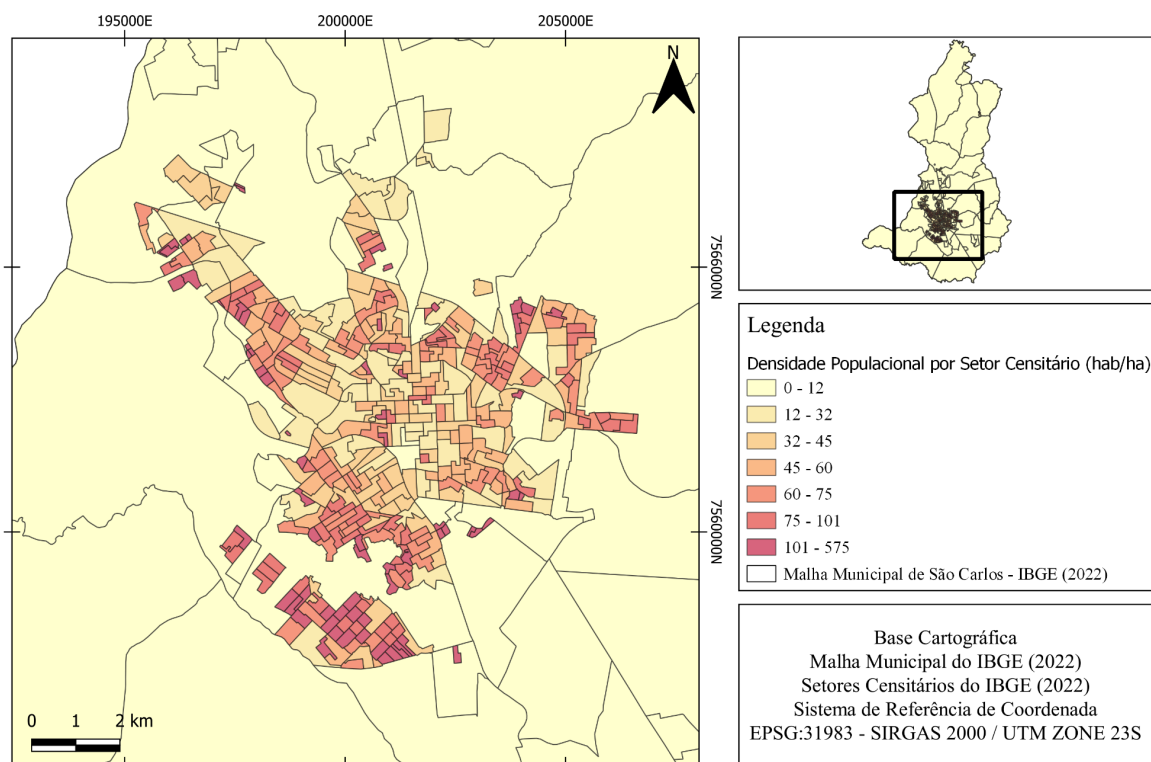 195000E
200000E
205000E
N
7566000N
7560000N
0 1 2 km
Legenda
Densidade Populacional por Setor Censitário (hab/ha)
0 - 12
12 - 32
32 - 45
45 - 60
60 - 75
75 - 101
101 - 575
Malha Municipal de São Carlos - IBGE (2022)
Base Cartográfica
Malha Municipal do IBGE (2022)
Setores Censitários do IBGE (2022)
Sistema de Referência de Coordenada
EPSG:31983 - SIRGAS 2000 / UTM ZONE 23S